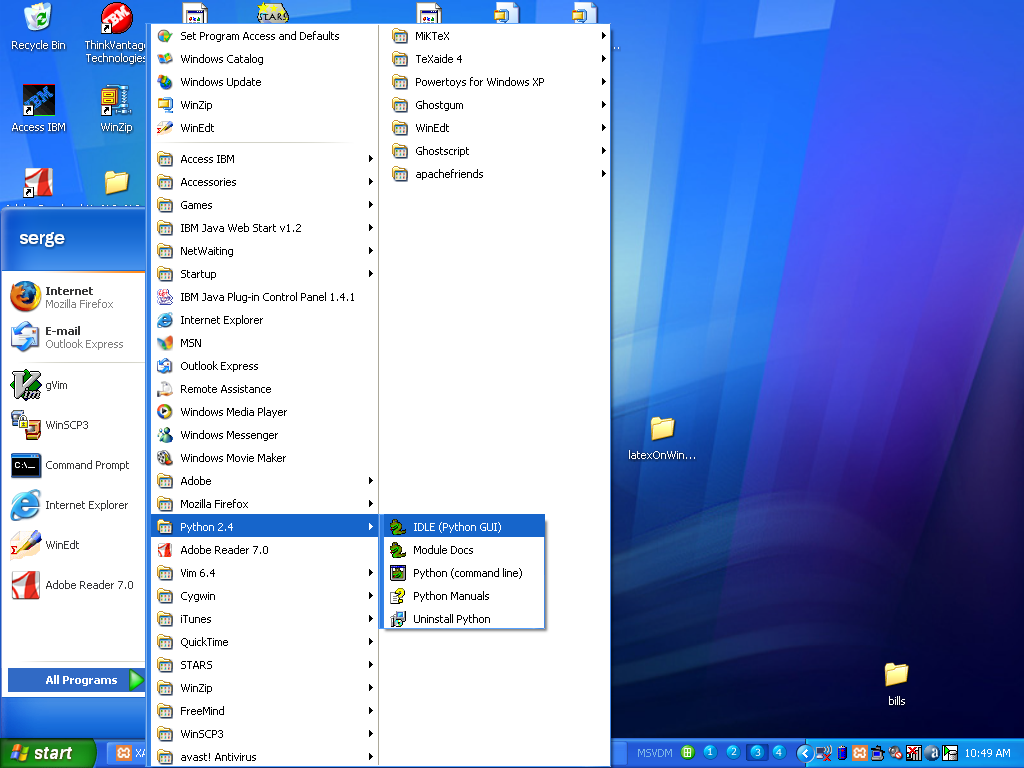 Recycle Bin
ThinkVantage
Technologies
STARS
Access IBM
WinZip
serge
Internet
Mozilla Firefox
E-mail
Outlook Express
gVim
WinSCP3
Command Prompt
Internet Explorer
WinEdt
Adobe Reader 7.0
All Programs
Set Program Access and Defaults
Windows Catalog
Windows Update
WinZip
WinEdt
Access IBM
Accessories
Games
IBM Java Web Start v1.2
NetWaiting
Startup
IBM Java Plug-in Control Panel 1.4.1
Internet Explorer
MSN
Outlook Express
Remote Assistance
Windows Media Player
Windows Messenger
Windows Movie Maker
Adobe
Mozilla Firefox
Python 2.4
Adobe Reader 7.0
Vim 6.4
Cygwin
iTunes
QuickTime
STARS
WinZip
FreeMind
WinSCP3
avast! Antivirus
MiKTeX
TeXaide 4
Powertoys for Windows XP
Ghostgum
WinEdt
Ghostscript
apachefriends
IDLE (Python GUI)
Module Docs
Python (command line)
Python Manuals
Uninstall Python
latexOnWin...
bills
start
XA
MSVDM
1 2 3 4
10:49 AM